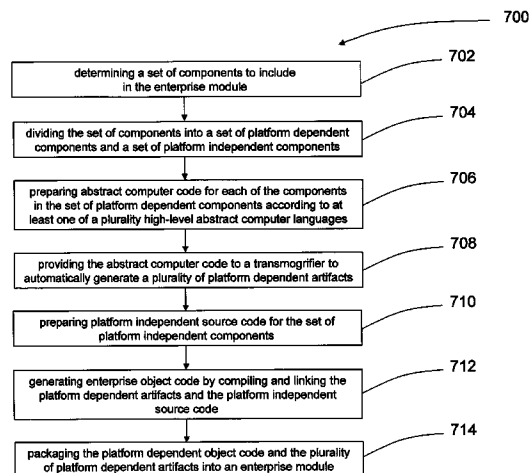 700
determining a set of components to include
in the enterprise module
702
dividing the set of components into a set of platform dependent
components and a set of platform independent components
704
preparing abstract computer code for each of the components
in the set of platform dependent components according to at
least one of a plurality high-level abstract computer languages
706
providing the abstract computer code to a transmogrifier to
automatically generate a plurality of platform dependent artifacts
708
preparing platform independent source code for the set of
platform independent components
710
generating enterprise object code by compiling and linking the
platform dependent artifacts and the platform independent
source code
712
packaging the platform dependent object code and the plurality
of platform dependent artifacts into an enterprise module
714